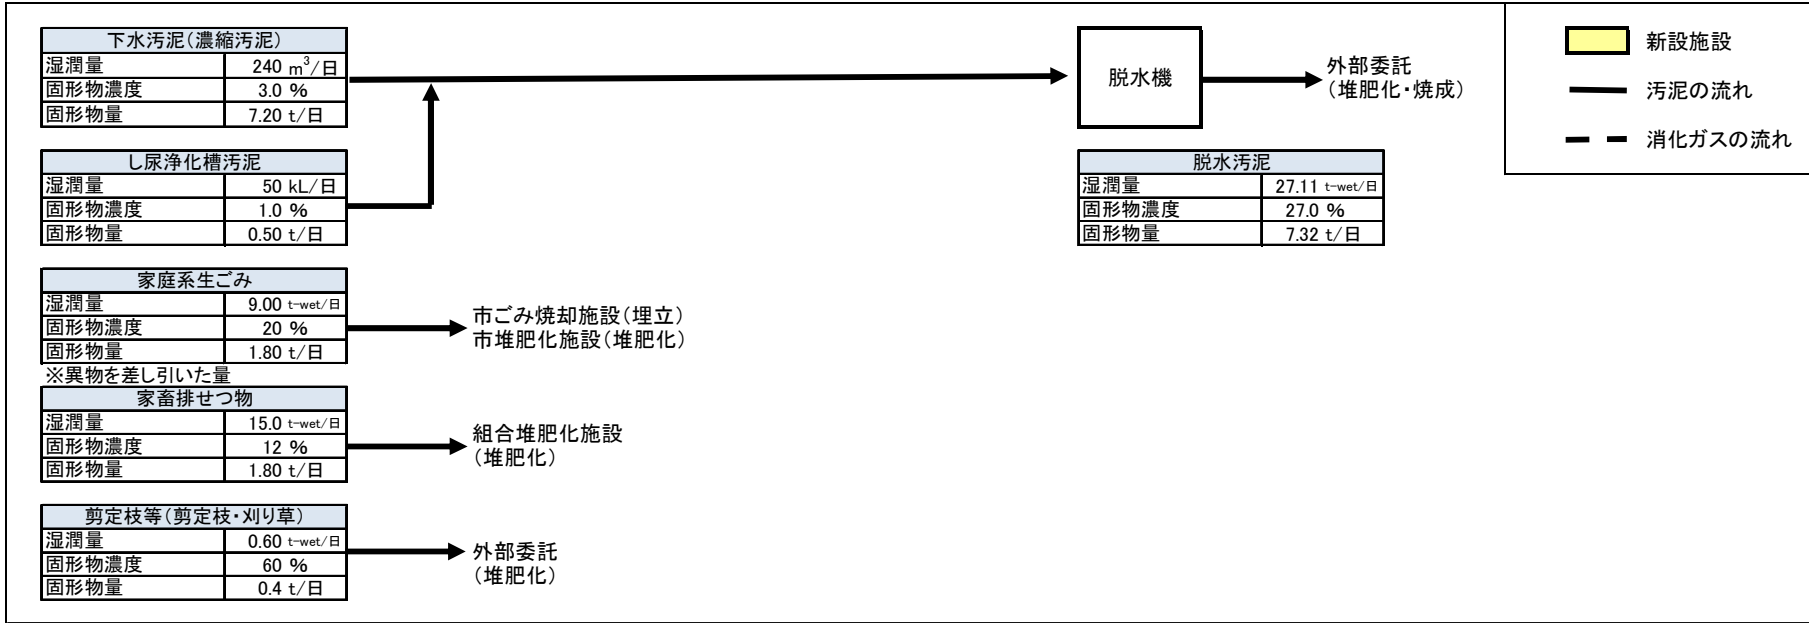 下水汚泥(濃縮汚泥)
湿潤量 240 m³/日
固形物濃度 3.0 %
固形物量 7.20 t/日
し尿浄化槽汚泥
湿潤量 50 kL/日
固形物濃度 1.0 %
固形物量 0.50 t/日
家庭系生ごみ
湿潤量 9.00 t-wet/日
固形物濃度 20 %
固形物量 1.80 t/日
※異物を差し引いた量
市ごみ焼却施設(埋立)
市堆肥化施設(堆肥化)
家畜排せつ物
湿潤量 15.0 t-wet/日
固形物濃度 12 %
固形物量 1.80 t/日
組合堆肥化施設
(堆肥化)
剪定枝等(剪定枝・刈り草)
湿潤量 0.60 t-wet/日
固形物濃度 60 %
固形物量 0.4 t/日
外部委託
(堆肥化)
脱水機
外部委託
(堆肥化・焼成)
脱水汚泥
湿潤量 27.11 t-wet/日
固形物濃度 27.0 %
固形物量 7.32 t/日
新設施設
汚泥の流れ
消化ガスの流れ